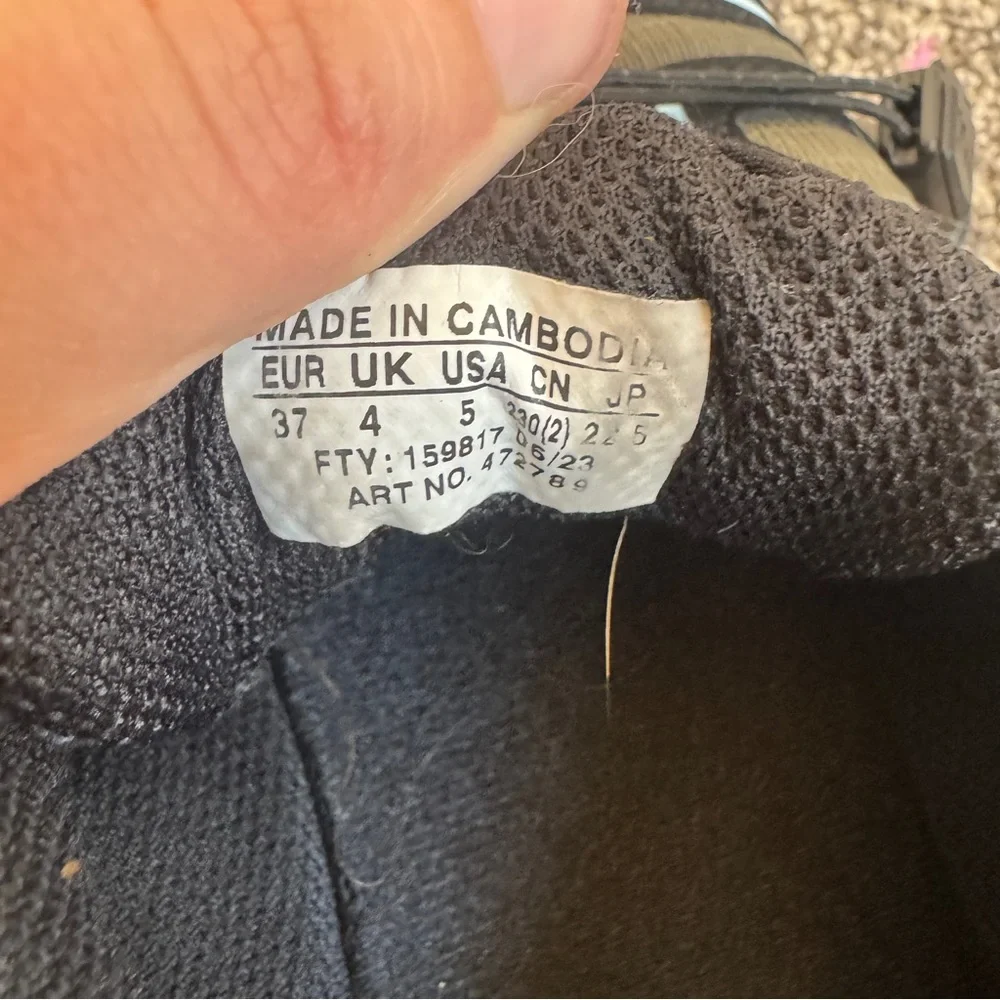 MADE IN CAMBODIA
EUR UK USA CN JP
37 4 5 230(2) 22 5
FTY: 159817 06/23
ART NO. 472789